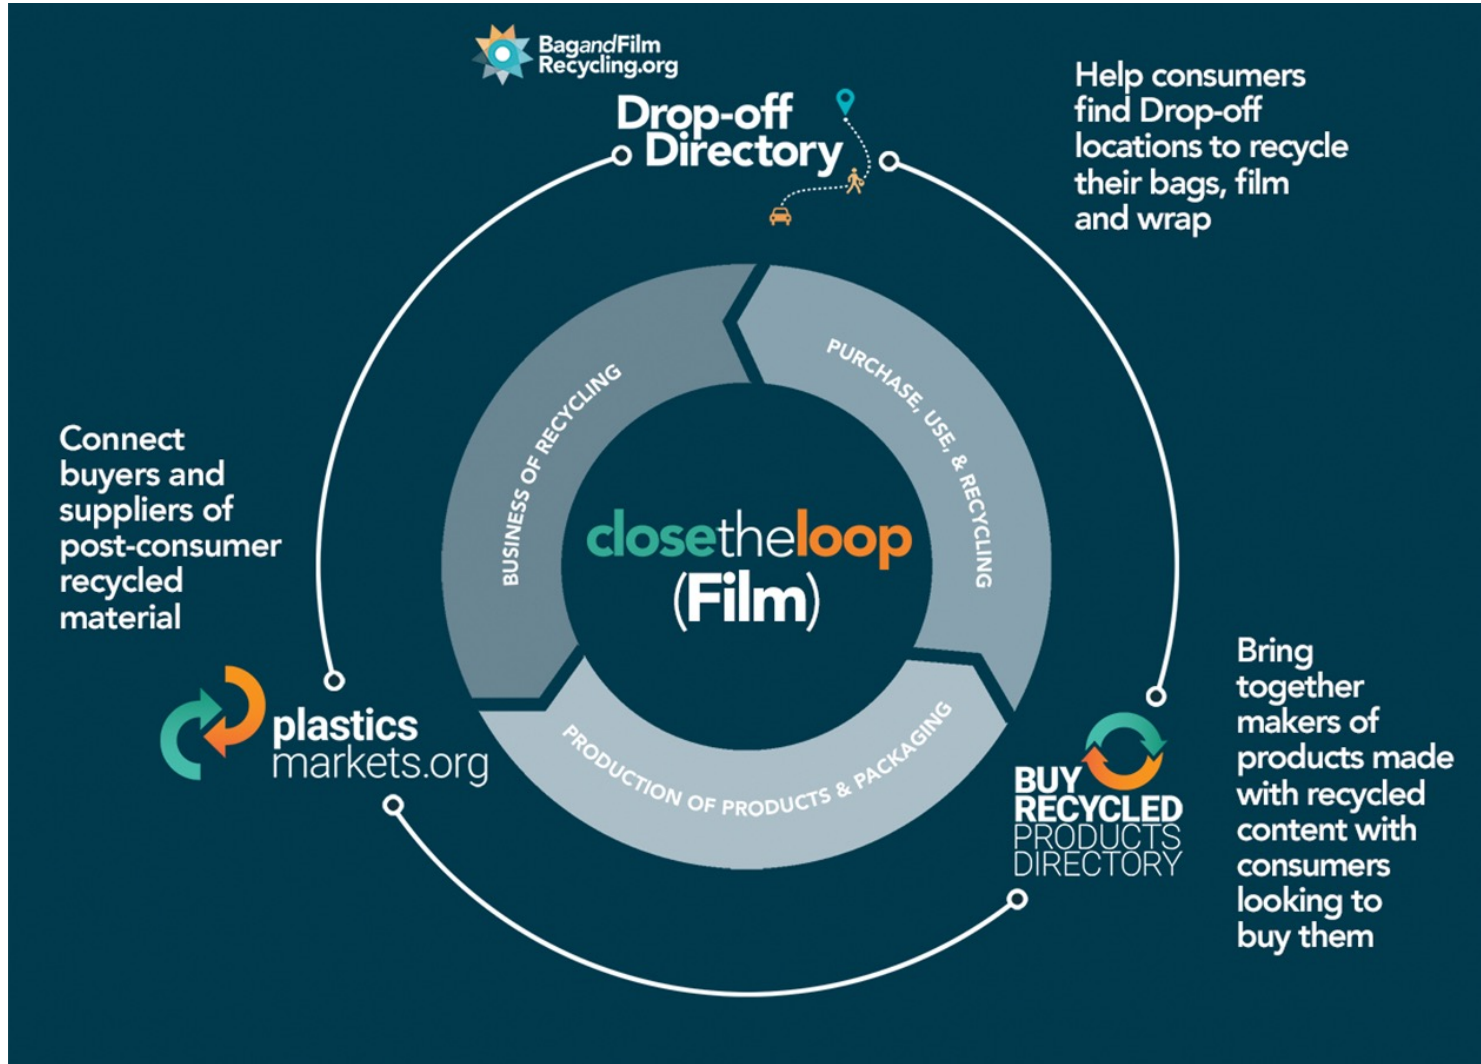 BagandFilm
Recycling.org
Drop-off
Directory
Help consumers
find Drop-off
locations to recycle
their bags, film
and wrap
BUSINESS OF RECYCLING
PURCHASE, USE, & RECYCLING
closetheloop
(Film)
PRODUCTION OF PRODUCTS & PACKAGING
Connect
buyers and
suppliers of
post-consumer
recycled
material
plastics
markets.org
BUY
RECYCLED
PRODUCTS
DIRECTORY
Bring
together
makers of
products made
with recycled
content with
consumers
looking to
buy them